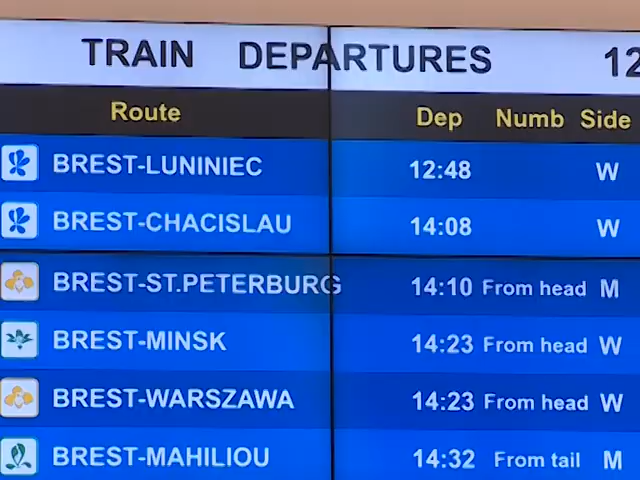 TRAIN DEPARTURES 12
Route Dep Numb Side
BREST-LUNINIEC 12:48 W
BREST-CHACISLAU 14:08 W
BREST-ST.PETERBURG 14:10 From head M
BREST-MINSK 14:23 From head W
BREST-WARSZAWA 14:23 From head W
BREST-MAHILIOU 14:32 From tail M